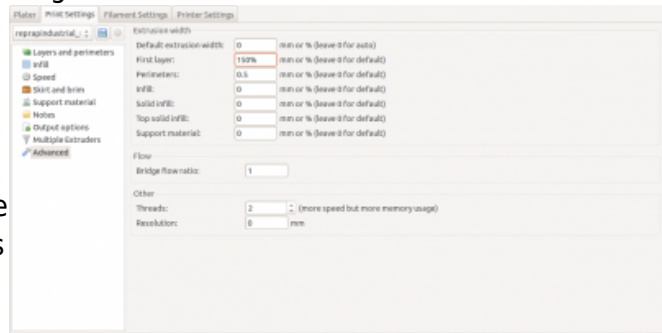 Plater Print Settings Filament Settings Printer Settings
reprapindustrial_
Layers and perimeters
Infill
Speed
Skirt and brim
Support material
Notes
Output options
Multiple Extruders
Advanced
Extrusion width
Default extrusion width: 0 mm or % (leave 0 for auto)
First layer: 150% mm or % (leave 0 for default)
Perimeters: 0.5 mm or % (leave 0 for default)
Infill: 0 mm or % (leave 0 for default)
Solid infill: 0 mm or % (leave 0 for default)
Top solid infill: 0 mm or % (leave 0 for default)
Support material: 0 mm or % (leave 0 for default)
Flow
Bridge flow ratio: 1
Other
Threads: 2 (more speed but more memory usage)
Resolution: 0 mm